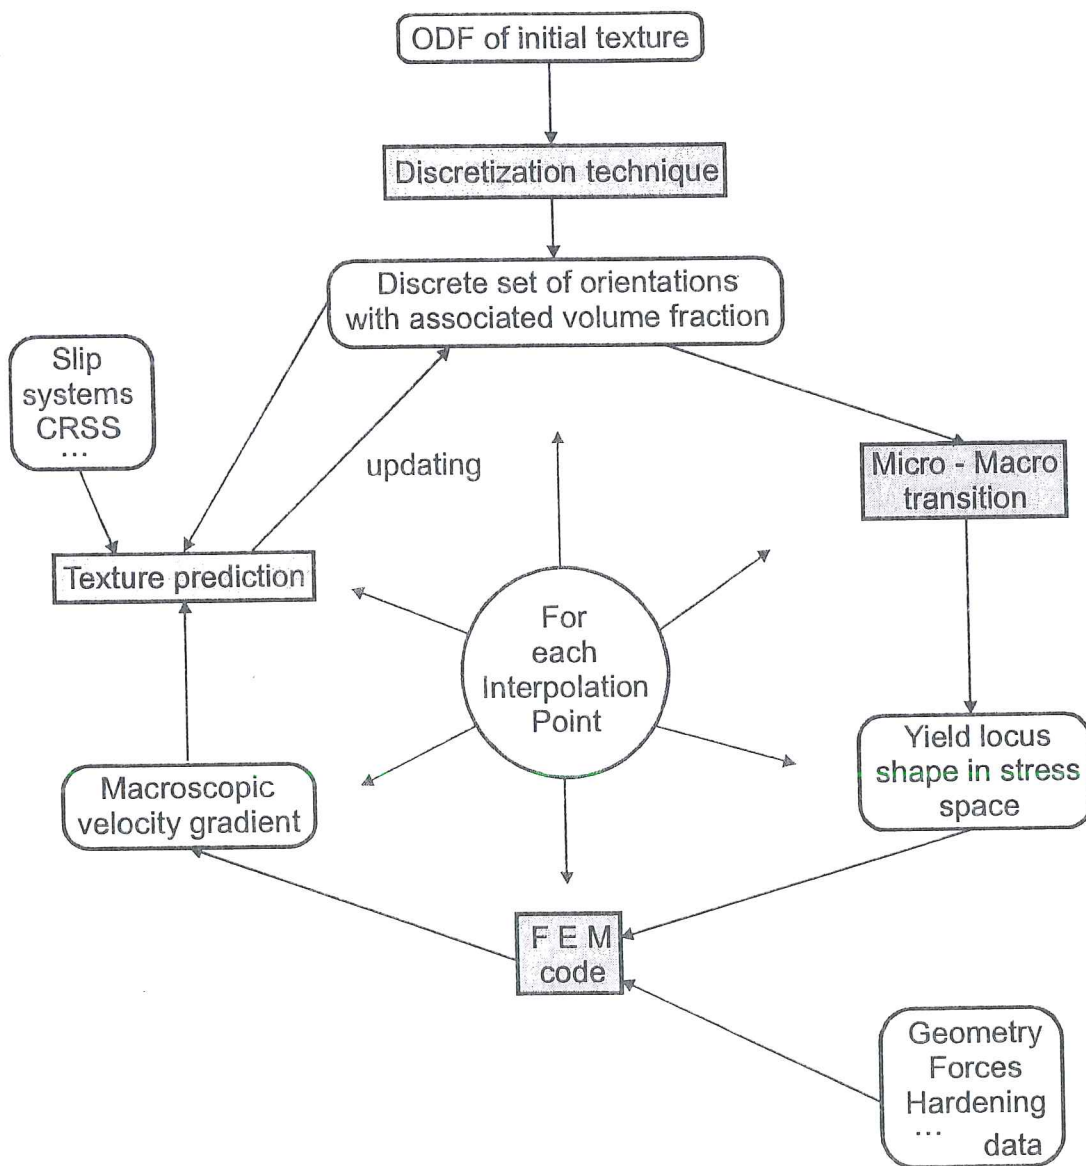 ODF of initial texture
Discretization technique
Discrete set of orientations
with associated volume fraction
Slip
systems
CRSS
...
updating
Micro - Macro
transition
Texture prediction
For
each
Interpolation
Point
Yield locus
shape in stress
space
Macroscopic
velocity gradient
F E M
code
Geometry
Forces
Hardening
... data